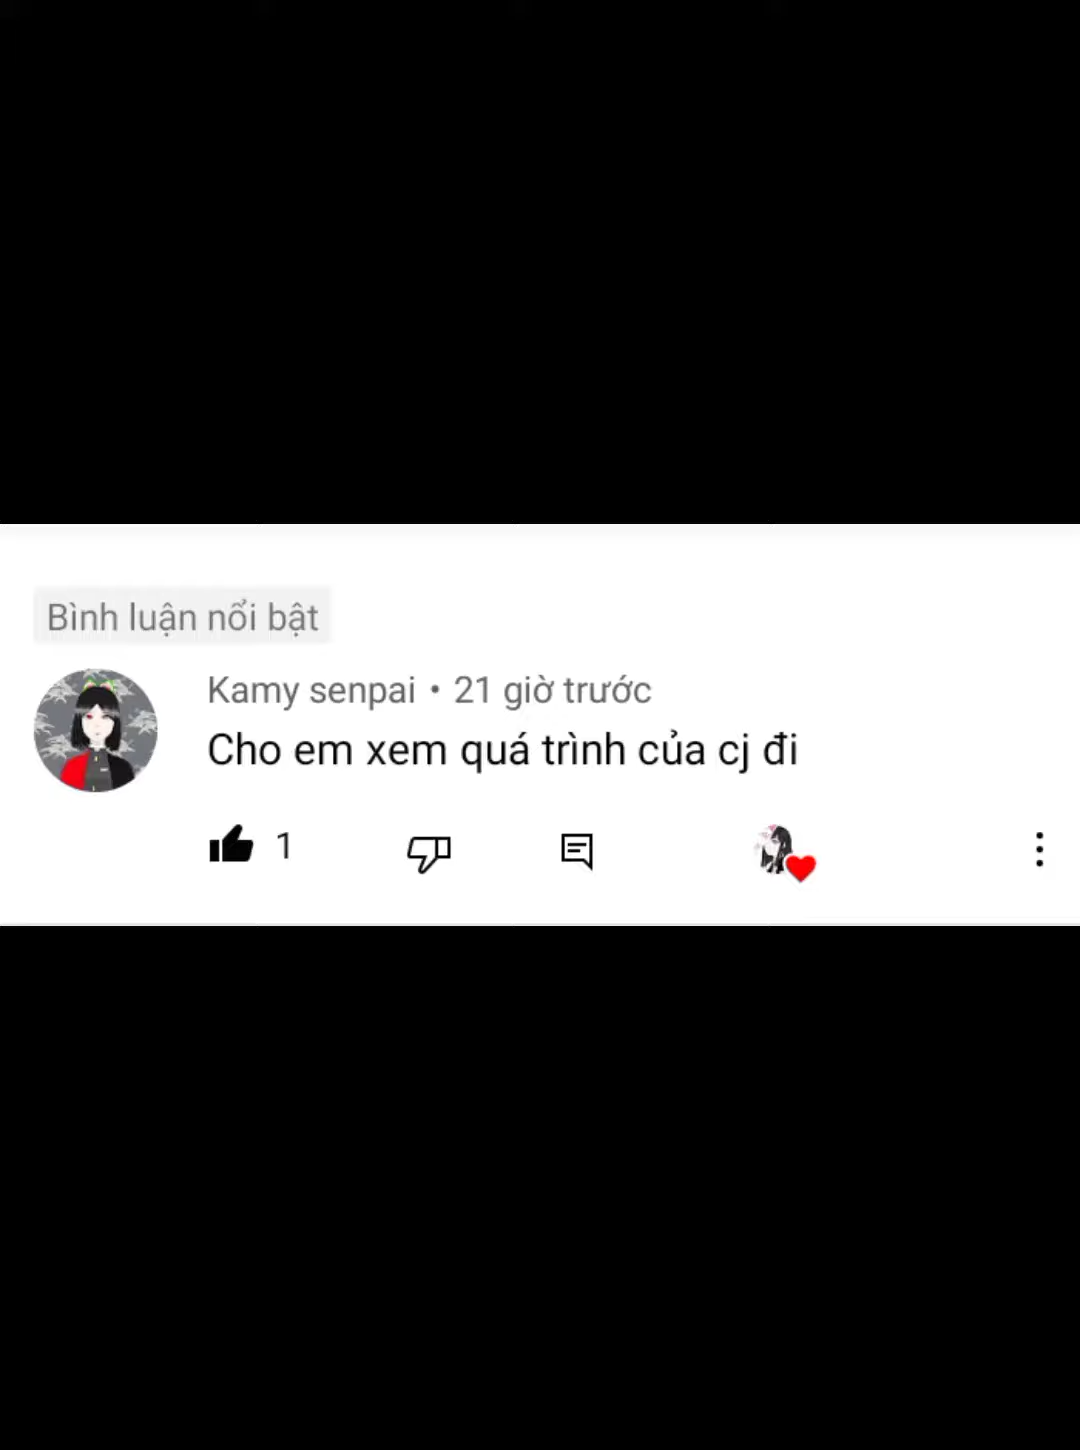 Bình luận nổi bật
Kamy senpai • 21 giờ trước
Cho em xem quá trình của cj đi
1